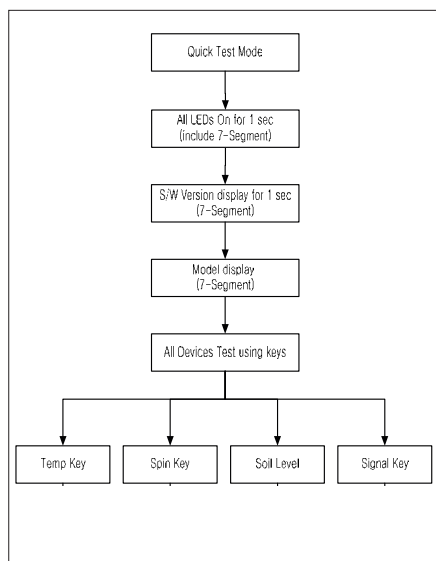 Quick Test Mode
All LEDs On for 1 sec
(include 7-Segment)
S/W Version display for 1 sec
(7-Segment)
Model display
(7-Segment)
All Devices Test using keys
Temp Key
Spin Key
Soil Level
Signal Key